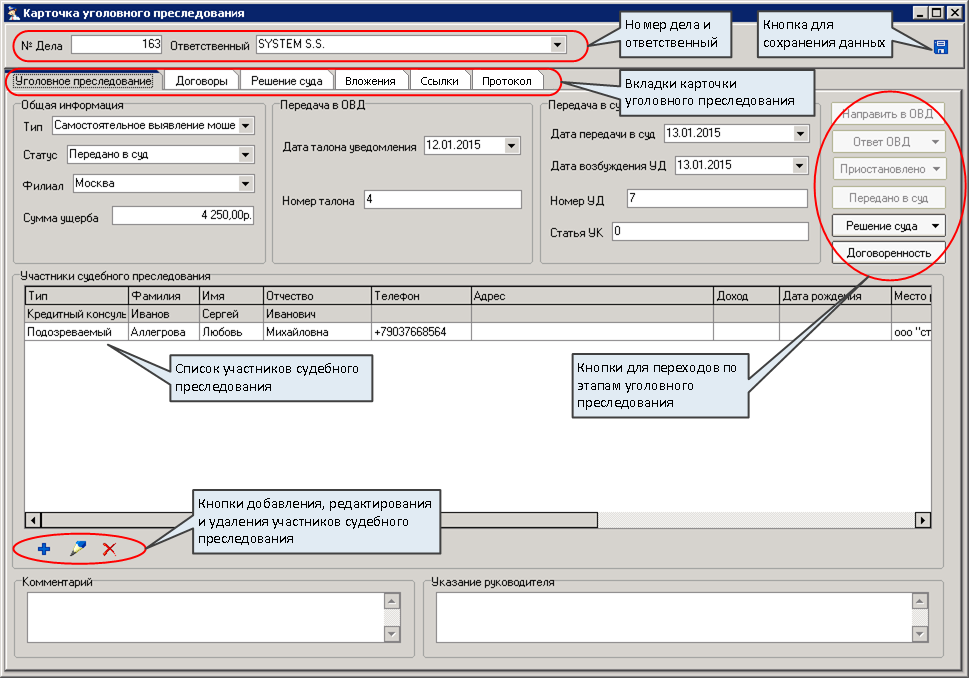 Карточка уголовного преследования
№ Дела 163 Ответственный SYSTEM S.S.
Номер дела и
ответственный
Кнопка для
сохранения данных
Уголовное преследование Договоры Решение суда Вложения Ссылки Протокол
Вкладки карточки
уголовного преследования
Общая информация
Тип Самостоятельное выявление моше
Статус Передано в суд
Филиал Москва
Сумма ущерба 4 250,00р.
Передача в ОВД
Дата талона уведомления 12.01.2015
Номер талона 4
Передача в су
Дата передачи в суд 13.01.2015
Дата возбуждения УД 13.01.2015
Номер УД 7
Статья УК 0
Направить в ОВД
Ответ ОВД
Приостановлено
Передано в суд
Решение суда
Договоренность
Участники судебного преследования
Тип Фамилия Имя Отчество Телефон Адрес Доход Дата рождения Место р
Кредитный консуль Иванов Сергей Иванович
Подозреваемый Аллегрова Любовь Михайловна +79037668564 ооо "ст
Список участников судебного
преследования
Кнопки для переходов по
этапам уголовного
преследования
Кнопки добавления, редактирования
и удаления участников судебного
преследования
Комментарий
Указание руководителя